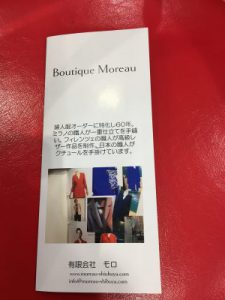 Boutique Moreau
婦人靴オーダーに特化し60年。
ミラノの職人が一重仕立てを手縫
い。フィレンツェの職人が高級レ
ザー作品を制作。日本の職人が
クチュールを手掛けています。
有限会社 モロ